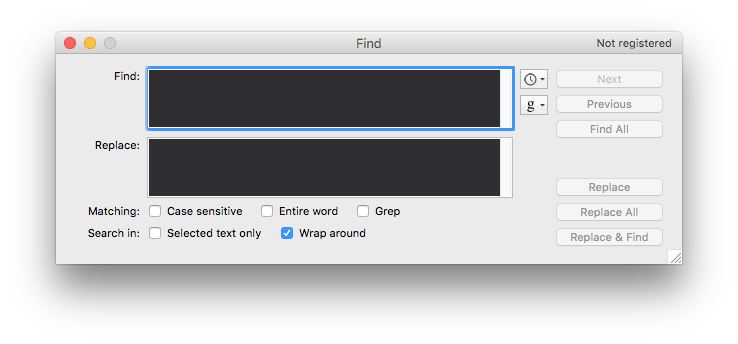 Find
Not registered
Find:
g
Next
Previous
Find All
Replace:
Replace
Matching:
Case sensitive
Entire word
Grep
Replace All
Search in:
Selected text only
Wrap around
Replace & Find